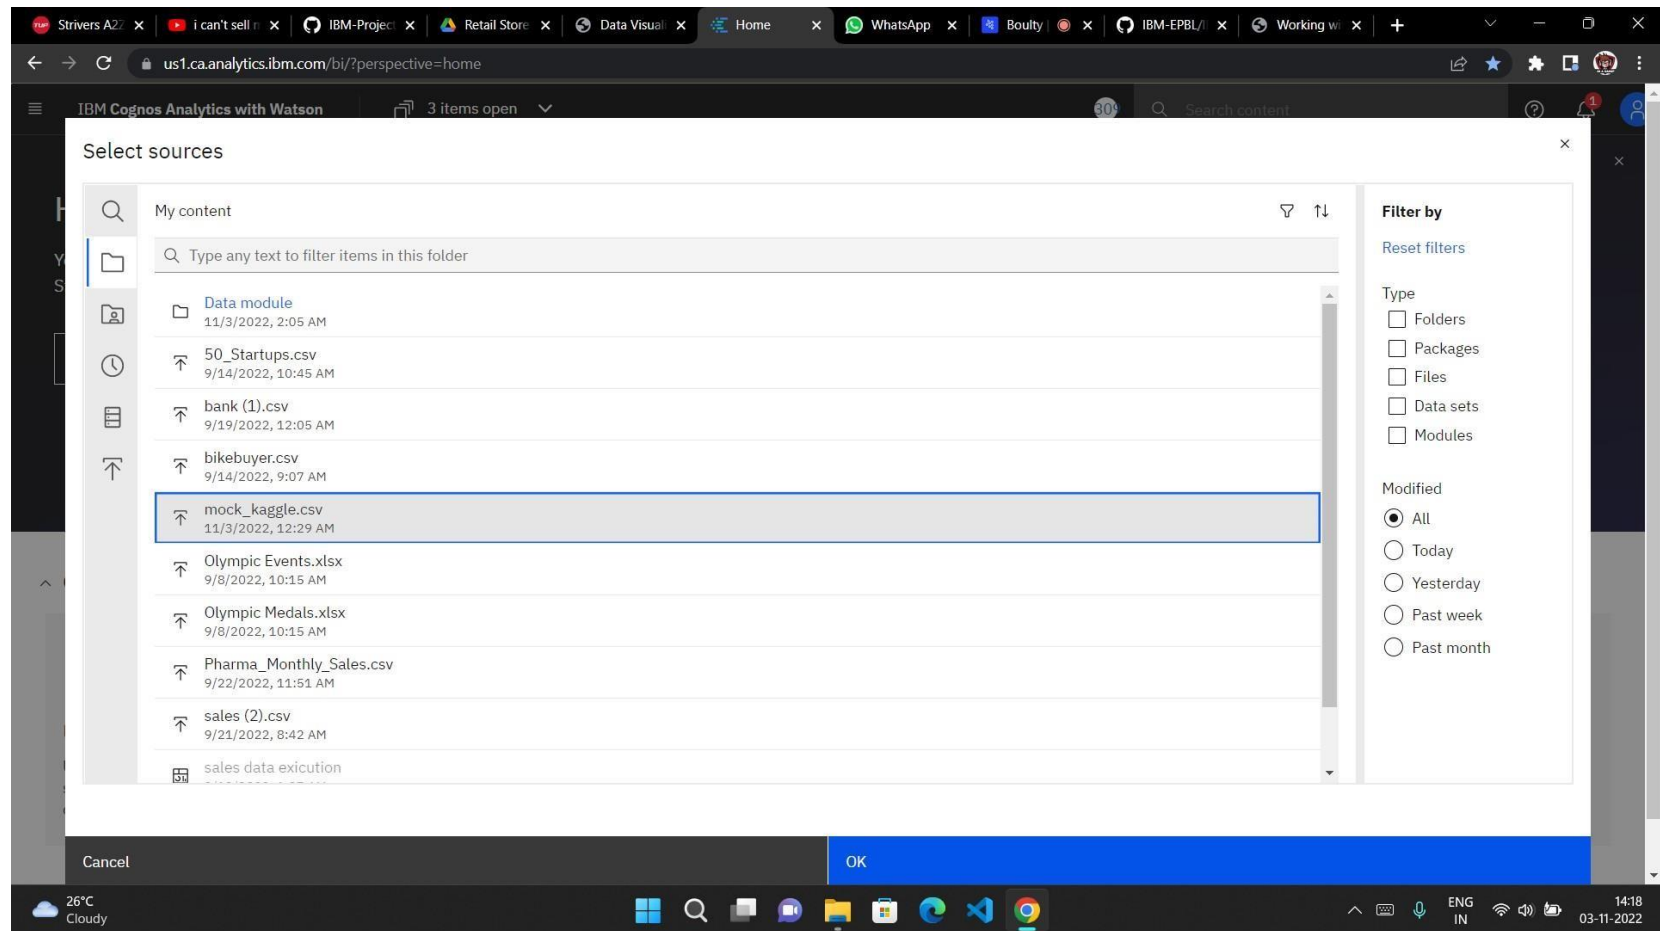 Strivers A2Z
i can't sell m
IBM-Project
Retail Store
Data Visual
Home
WhatsApp
Boulty
IBM-EPBL/I
Working wi
us1.ca.analytics.ibm.com/bi/?perspective=home
IBM Cognos Analytics with Watson
3 items open
309
Search content
1
Select sources
My content
Type any text to filter items in this folder
Data module
11/3/2022, 2:05 AM
50_Startups.csv
9/14/2022, 10:45 AM
bank (1).csv
9/19/2022, 12:05 AM
bikebuyer.csv
9/14/2022, 9:07 AM
mock_kaggle.csv
11/3/2022, 12:29 AM
Olympic Events.xlsx
9/8/2022, 10:15 AM
Olympic Medals.xlsx
9/8/2022, 10:15 AM
Pharma_Monthly_Sales.csv
9/22/2022, 11:51 AM
sales (2).csv
9/21/2022, 8:42 AM
sales data exicution
Filter by
Reset filters
Type
Folders
Packages
Files
Data sets
Modules
Modified
All
Today
Yesterday
Past week
Past month
Cancel
OK
26°C
Cloudy
ENG
IN
14:18
03-11-2022